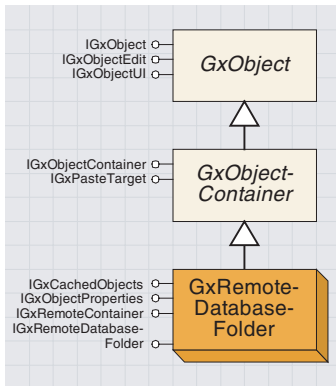 IGxObject
IGxObjectEdit
IGxObjectUI
GxObject
IGxObjectContainer
IGxPasteTarget
GxObject-
Container
IGxCachedObjects
IGxObjectProperties
IGxRemoteContainer
IGxRemoteDatabase-
Folder
GxRemote-
Database-
Folder